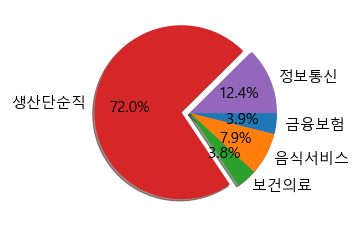 정보통신
12.4%
생산단순직
72.0%
3.9%
금융보험
7.9%
음식서비스
3.8%
보건의료